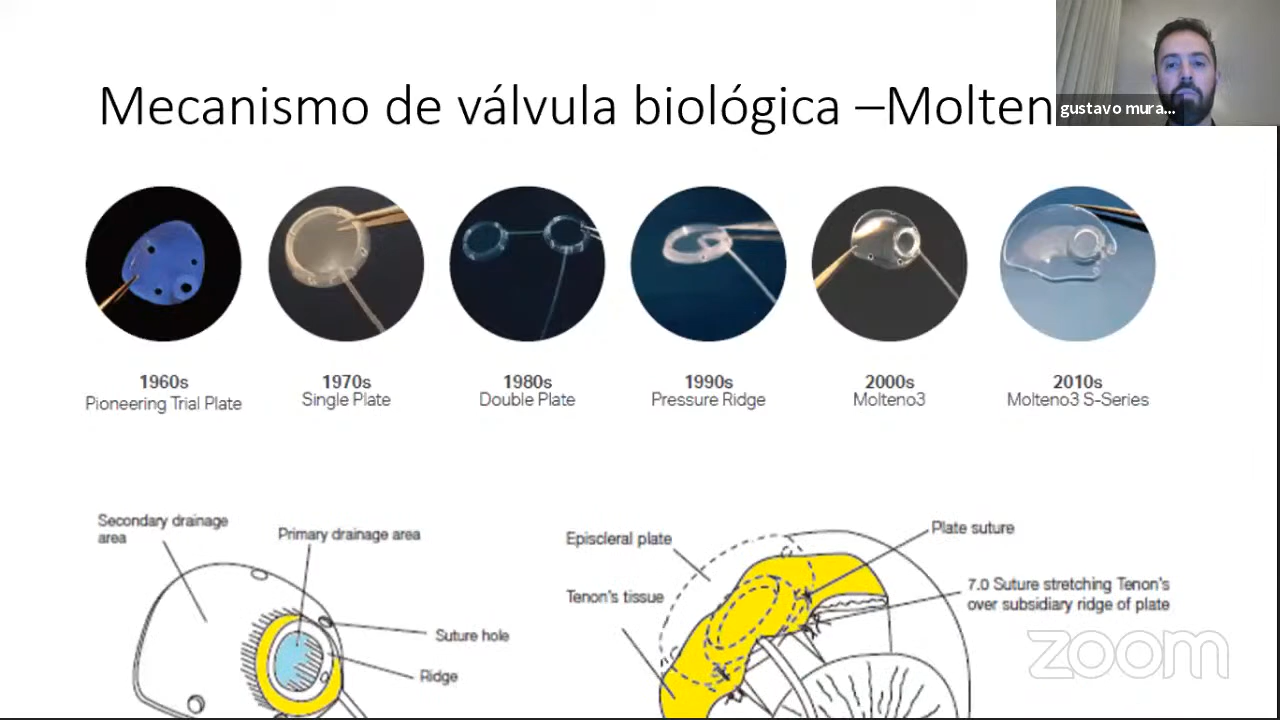 Mecanismo de válvula biológica –Molten
gustavo mura...
1960s
Pioneering Trial Plate
1970s
Single Plate
1980s
Double Plate
1990s
Pressure Ridge
2000s
Molteno3
2010s
Molteno3 S-Series
Secondary drainage
area
Primary drainage area
Suture hole
Ridge
Episcleral plate
Tenon's tissue
Plate suture
7.0 Suture stretching Tenon's
over subsidiary ridge of plate
zoom